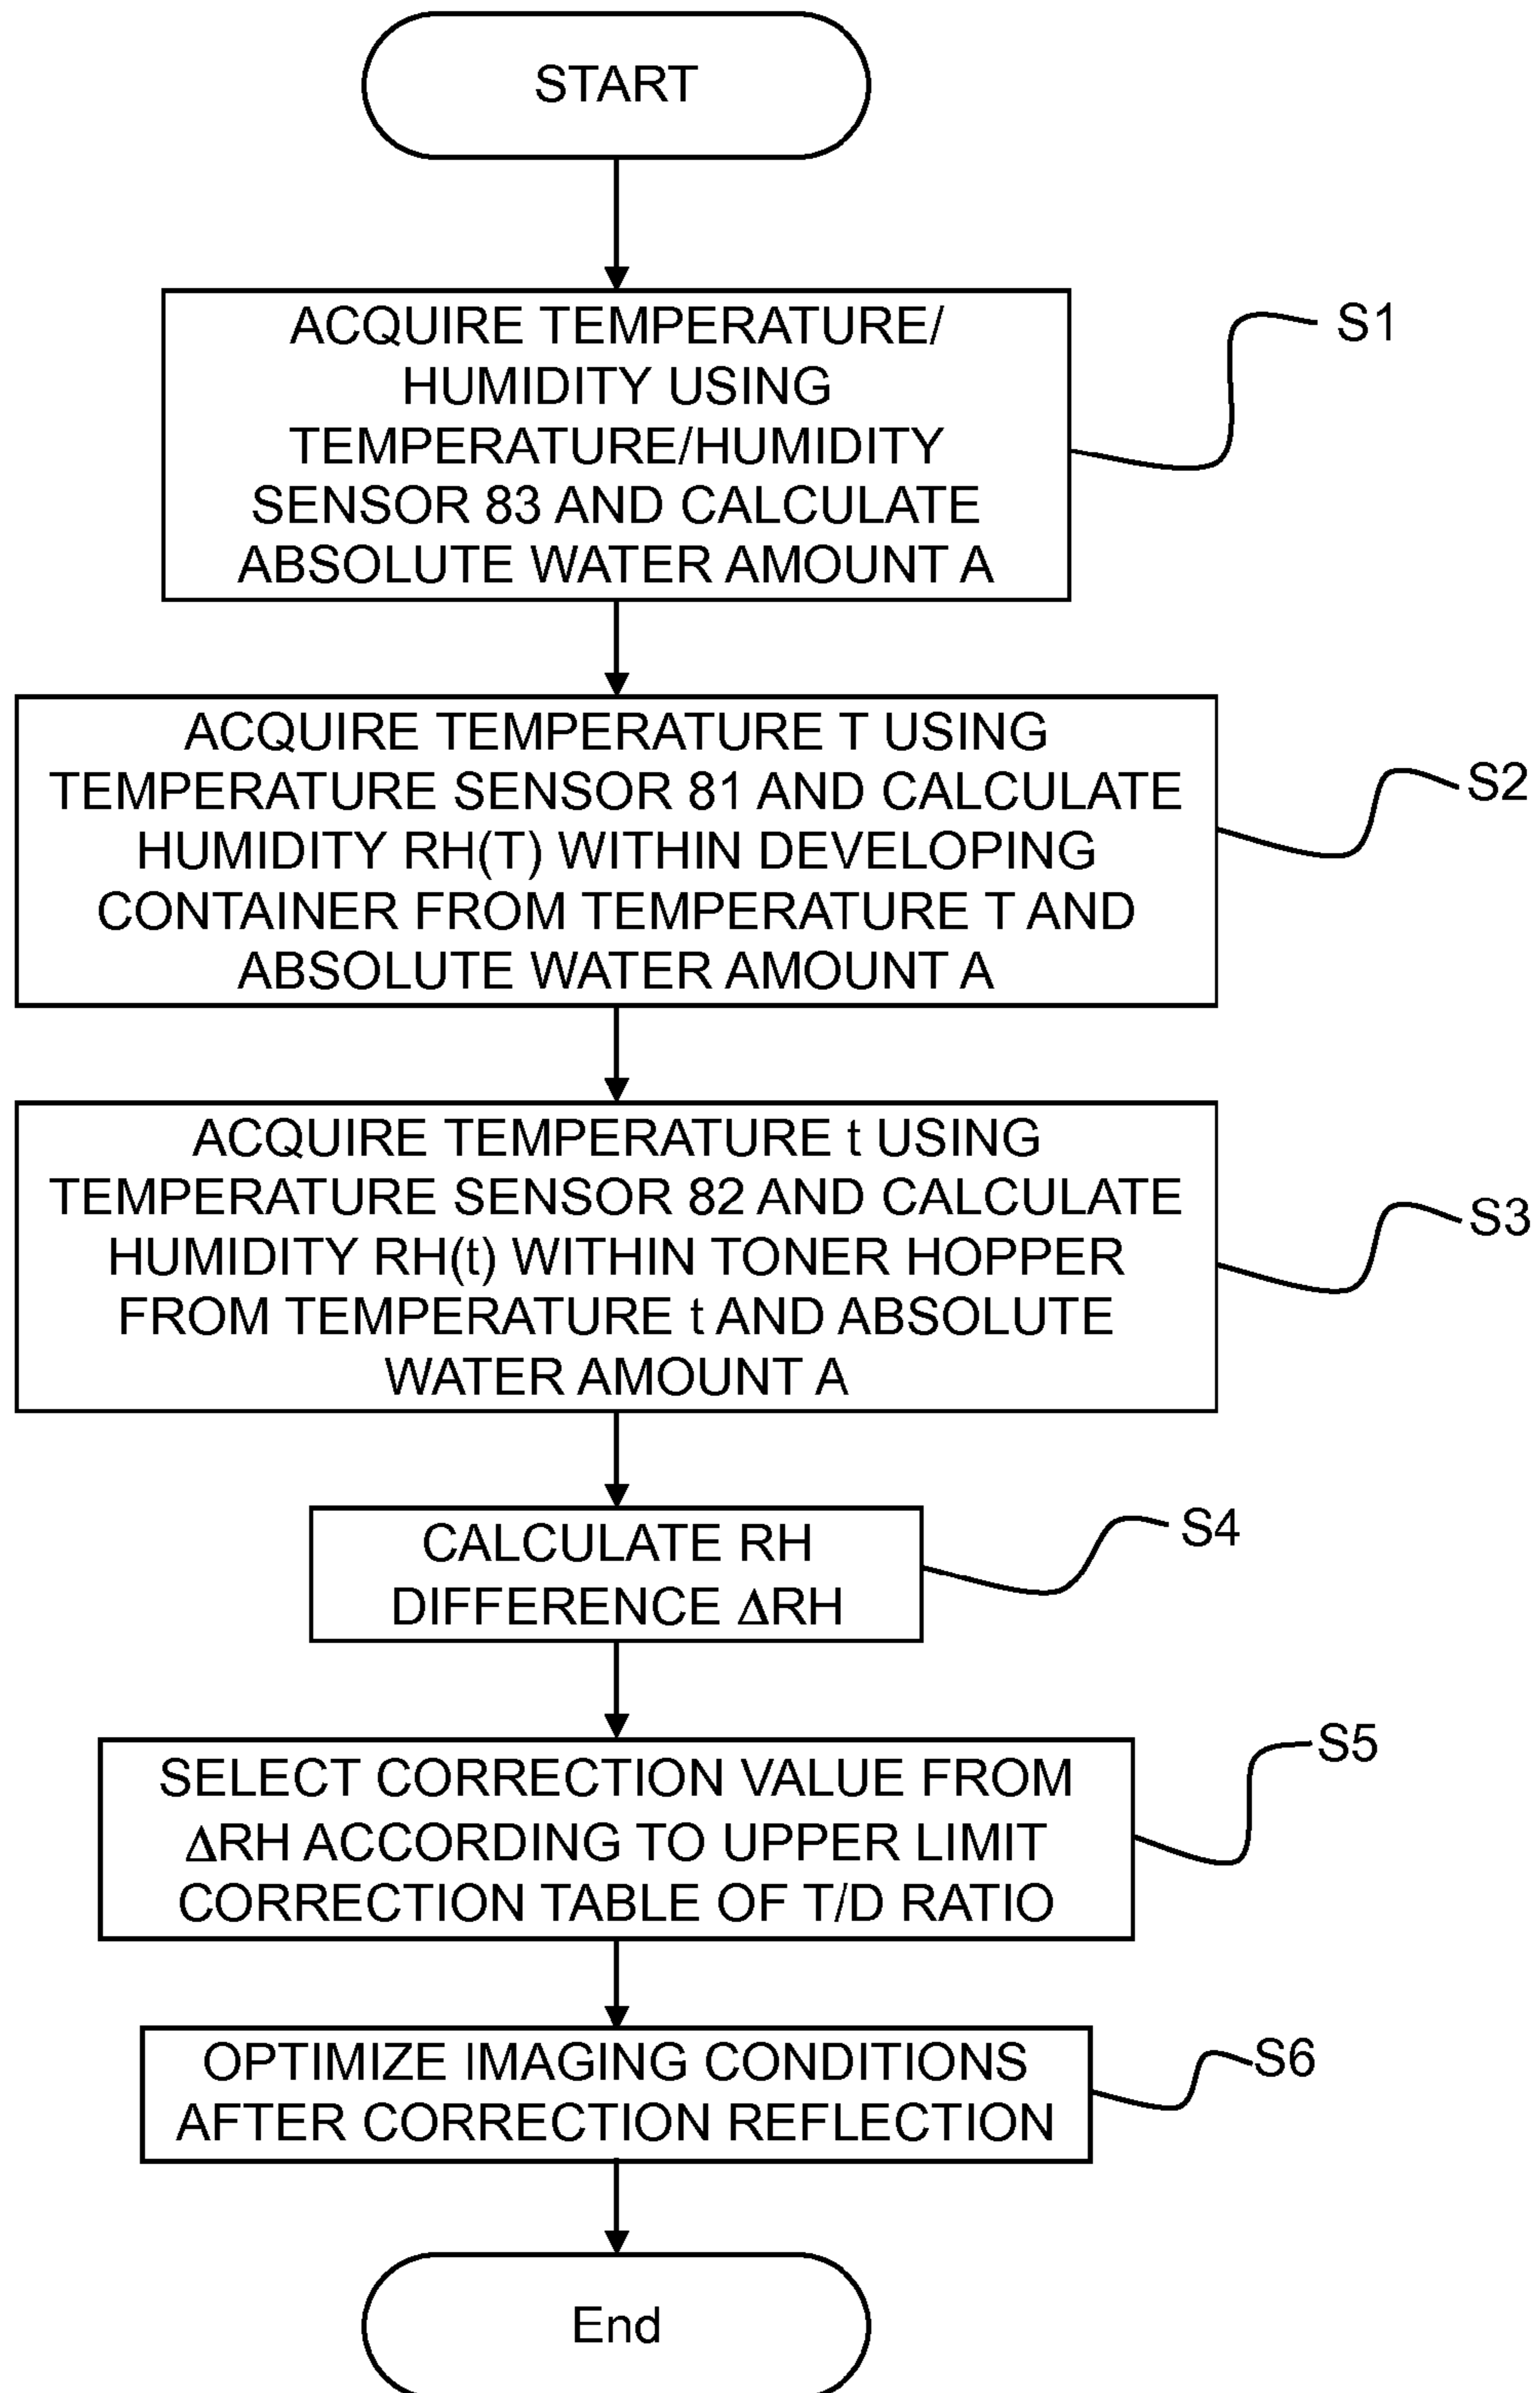 START
ACQUIRE TEMPERATURE/
HUMIDITY USING
TEMPERATURE/HUMIDITY
SENSOR 83 AND CALCULATE
ABSOLUTE WATER AMOUNT A
S1
ACQUIRE TEMPERATURE T USING
TEMPERATURE SENSOR 81 AND CALCULATE
HUMIDITY RH(T) WITHIN DEVELOPING
CONTAINER FROM TEMPERATURE T AND
ABSOLUTE WATER AMOUNT A
S2
ACQUIRE TEMPERATURE t USING
TEMPERATURE SENSOR 82 AND CALCULATE
HUMIDITY RH(t) WITHIN TONER HOPPER
FROM TEMPERATURE t AND ABSOLUTE
WATER AMOUNT A
S3
CALCULATE RH
DIFFERENCE ΔRH
S4
SELECT CORRECTION VALUE FROM
ΔRH ACCORDING TO UPPER LIMIT
CORRECTION TABLE OF T/D RATIO
S5
OPTIMIZE IMAGING CONDITIONS
AFTER CORRECTION REFLECTION
S6
End